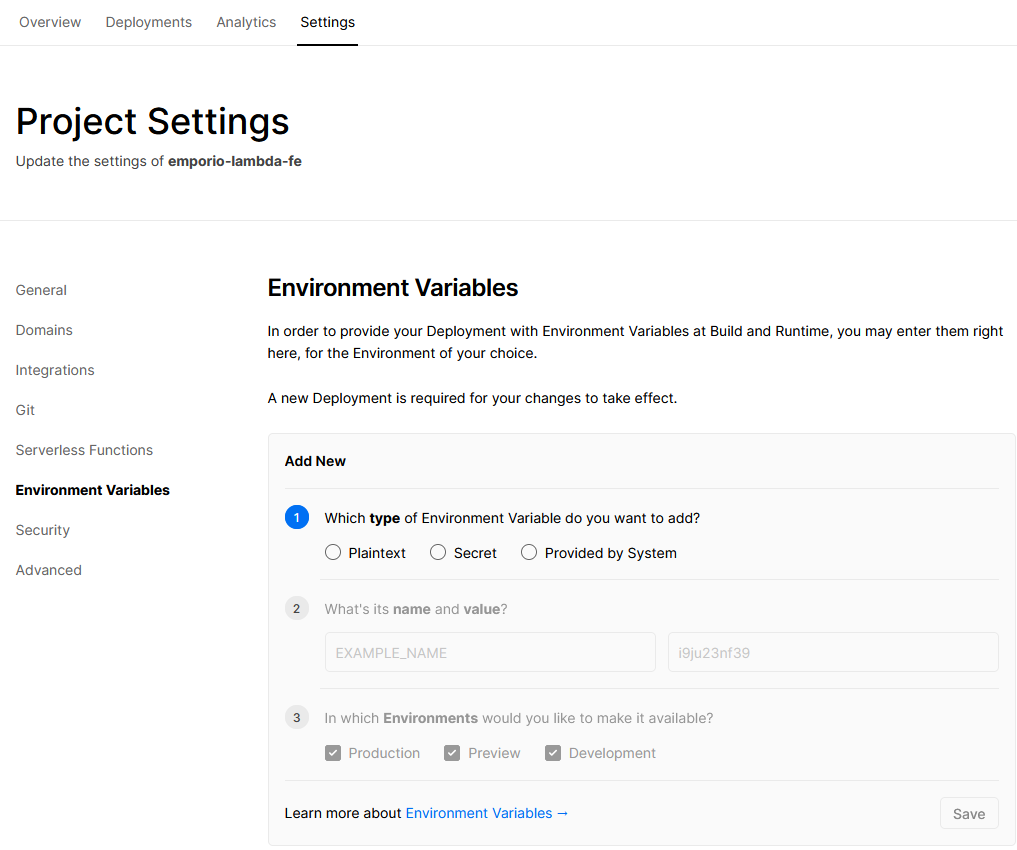 Overview Deployments Analytics Settings
Project Settings
Update the settings of emporio-lambda-fe
General
Domains
Integrations
Git
Serverless Functions
Environment Variables
Security
Advanced
Environment Variables
In order to provide your Deployment with Environment Variables at Build and Runtime, you may enter them right
here, for the Environment of your choice.
A new Deployment is required for your changes to take effect.
Add New
1 Which type of Environment Variable do you want to add?
Plaintext Secret Provided by System
2 What's its name and value?
EXAMPLE_NAME i9ju23nf39
3 In which Environments would you like to make it available?
Production Preview Development
Learn more about Environment Variables → Save